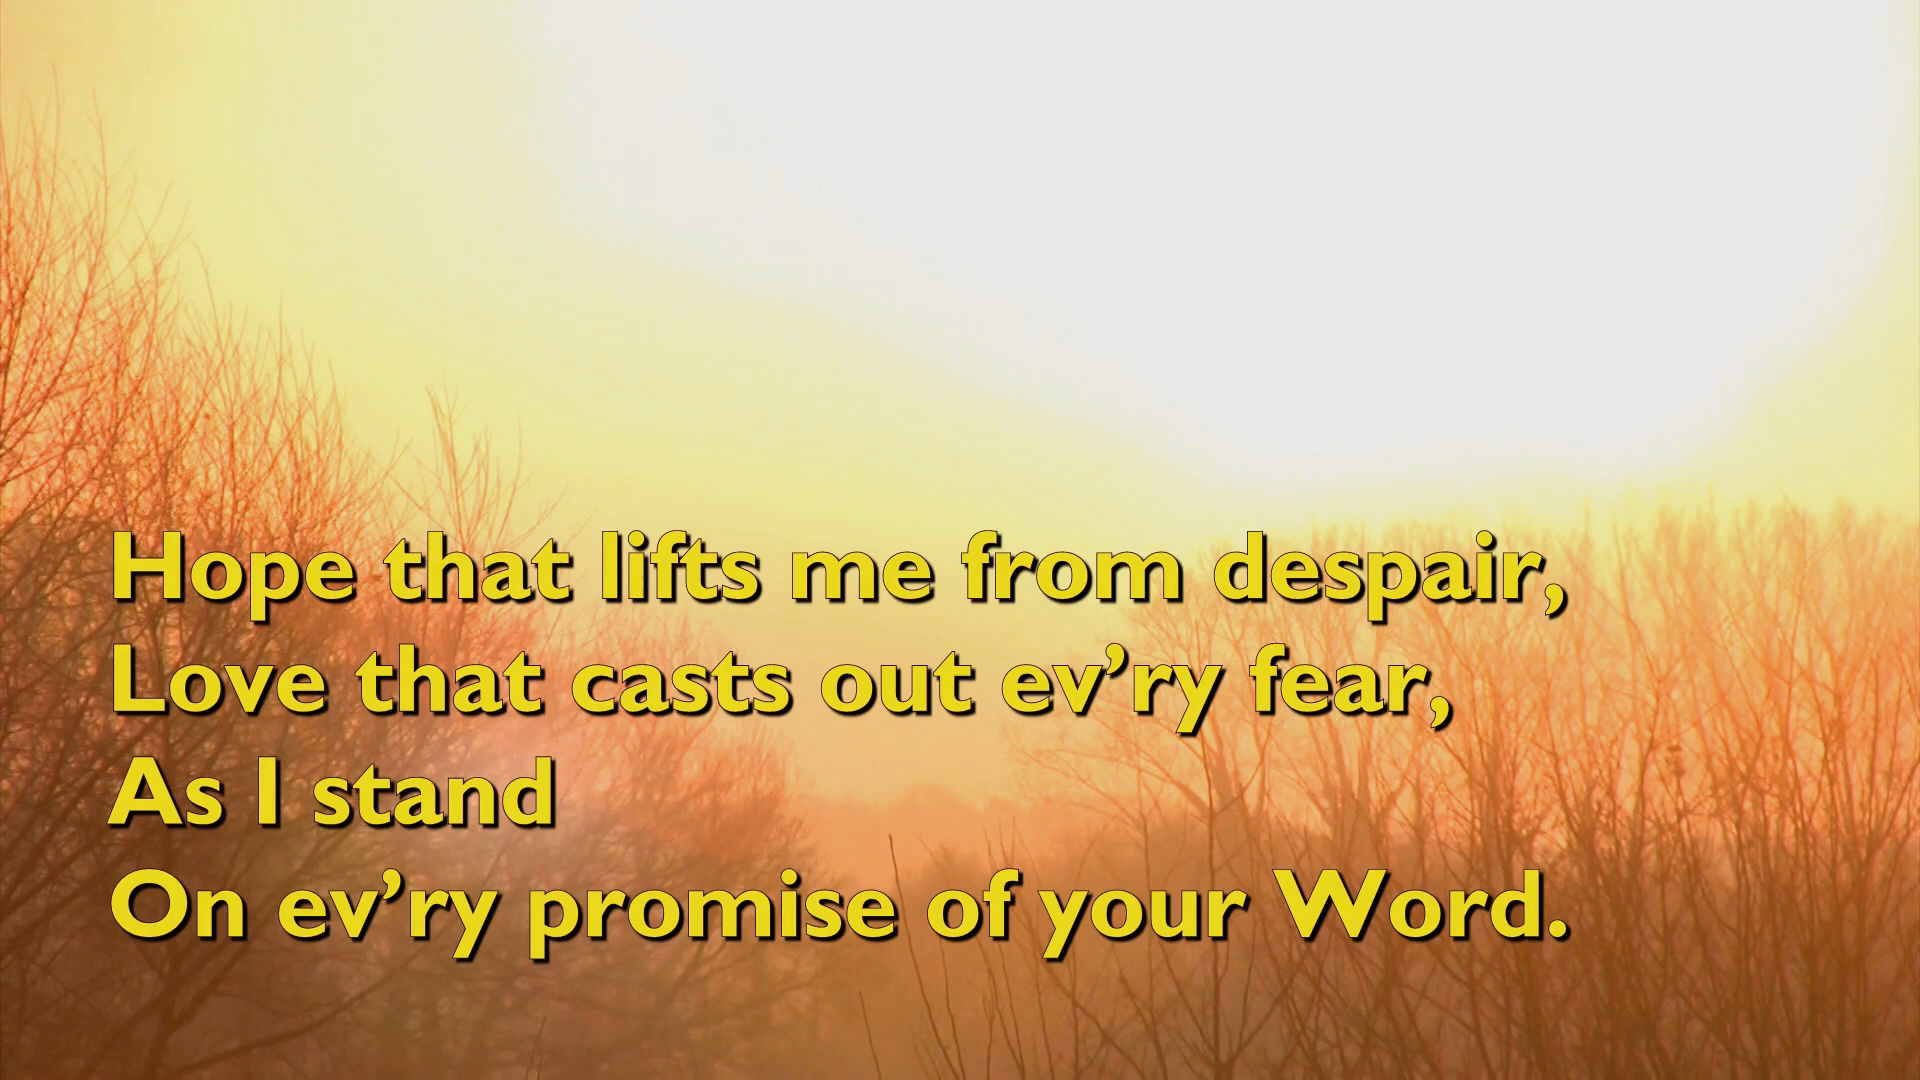 Hope that lifts me from despair,
Love that casts out ev’ry fear,
As I stand
On ev’ry promise of your Word.